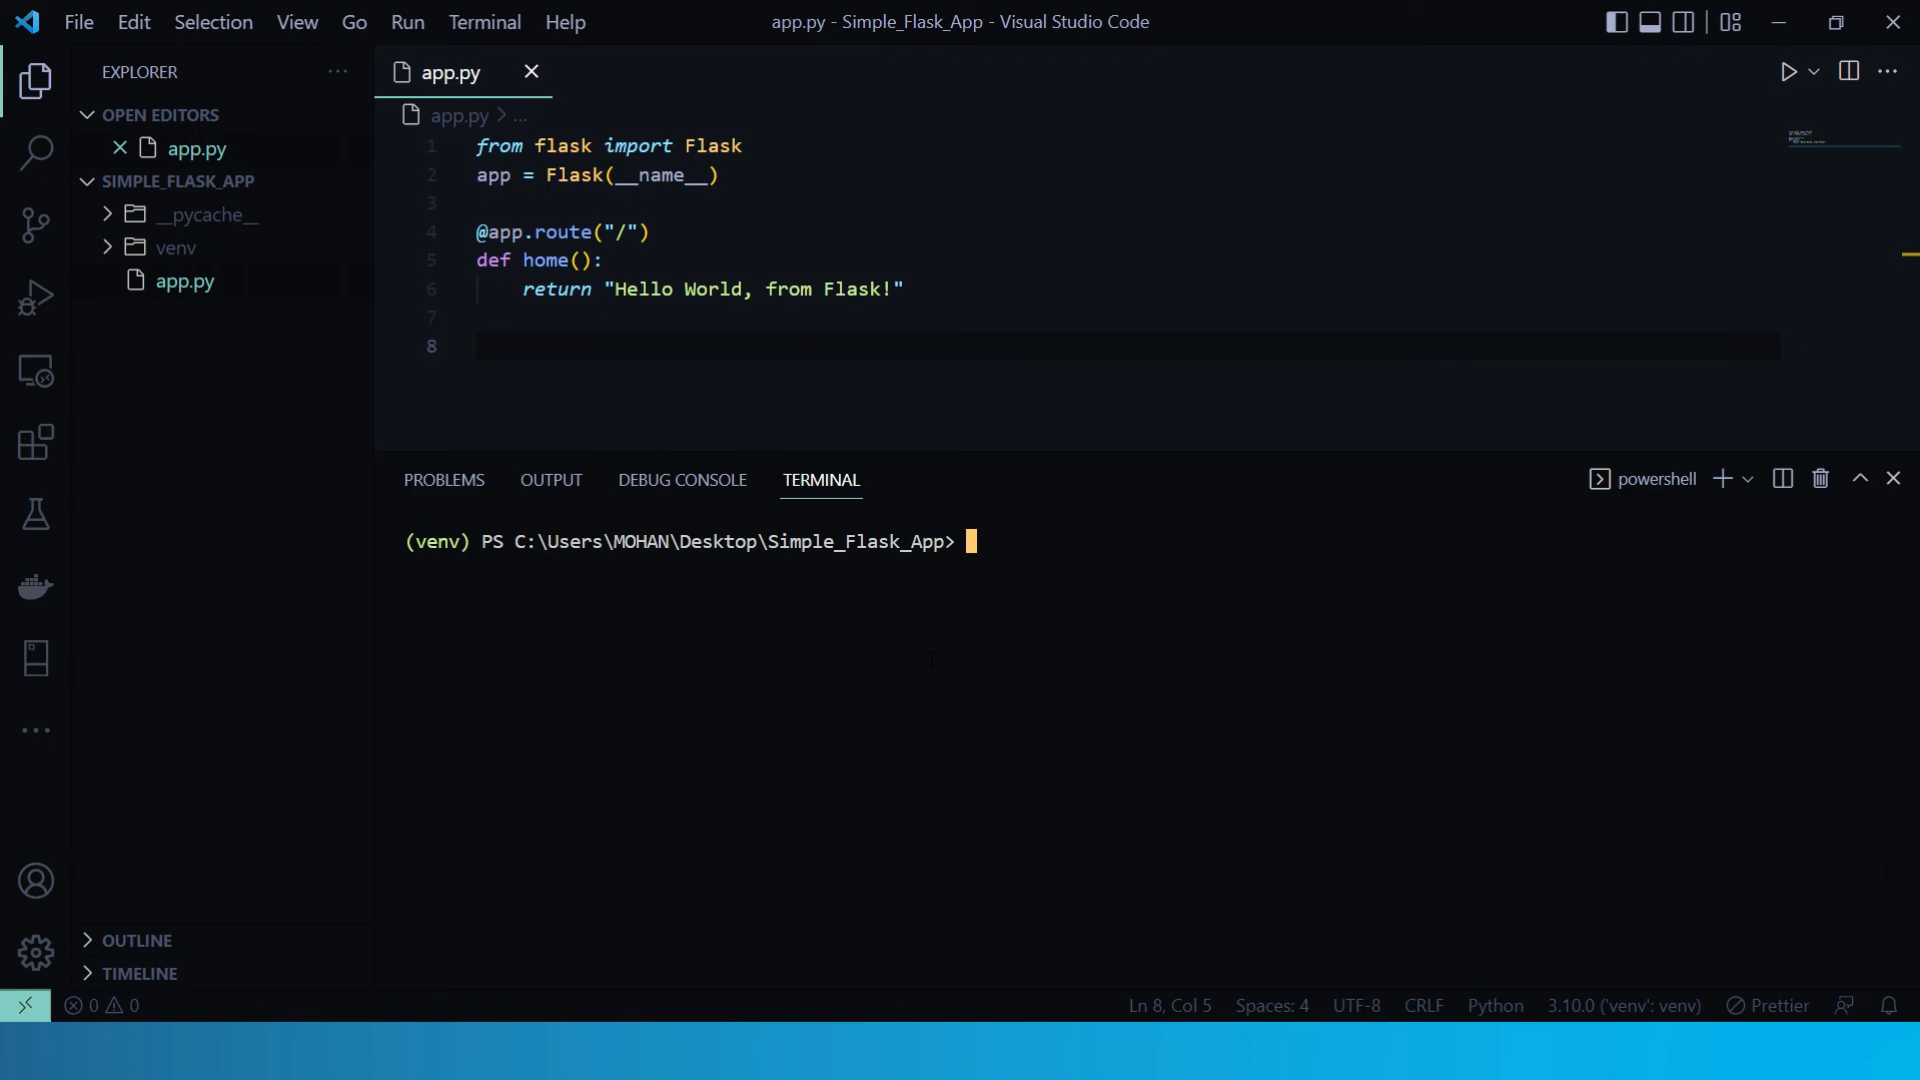 File Edit Selection View Go Run Terminal Help
app.py - Simple_Flask_App - Visual Studio Code
EXPLORER
OPEN EDITORS
app.py
SIMPLE_FLASK_APP
__pycache__
venv
app.py
OUTLINE
TIMELINE
app.py
app.py > ...
1 from flask import Flask
2 app = Flask(__name__)
3
4 @app.route("/")
5 def home():
6 return "Hello World, from Flask!"
7
8
PROBLEMS OUTPUT DEBUG CONSOLE TERMINAL
powershell
(venv) PS C:\Users\MOHAN\Desktop\Simple_Flask_App>
0 0
Ln 8, Col 5 Spaces: 4 UTF-8 CRLF Python 3.10.0 ('venv': venv) Prettier